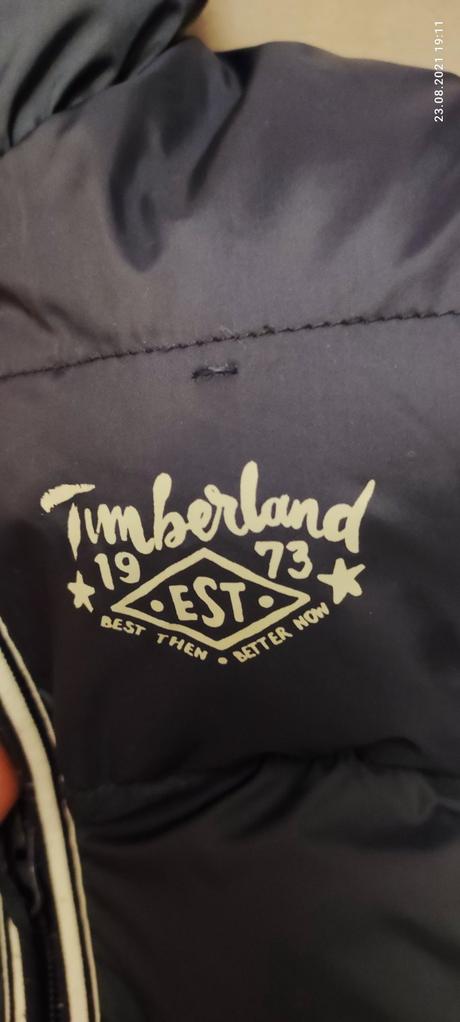 23.08.2021 19:11
Timberland
19 73
• EST •
BEST THEN • BETTER NOW